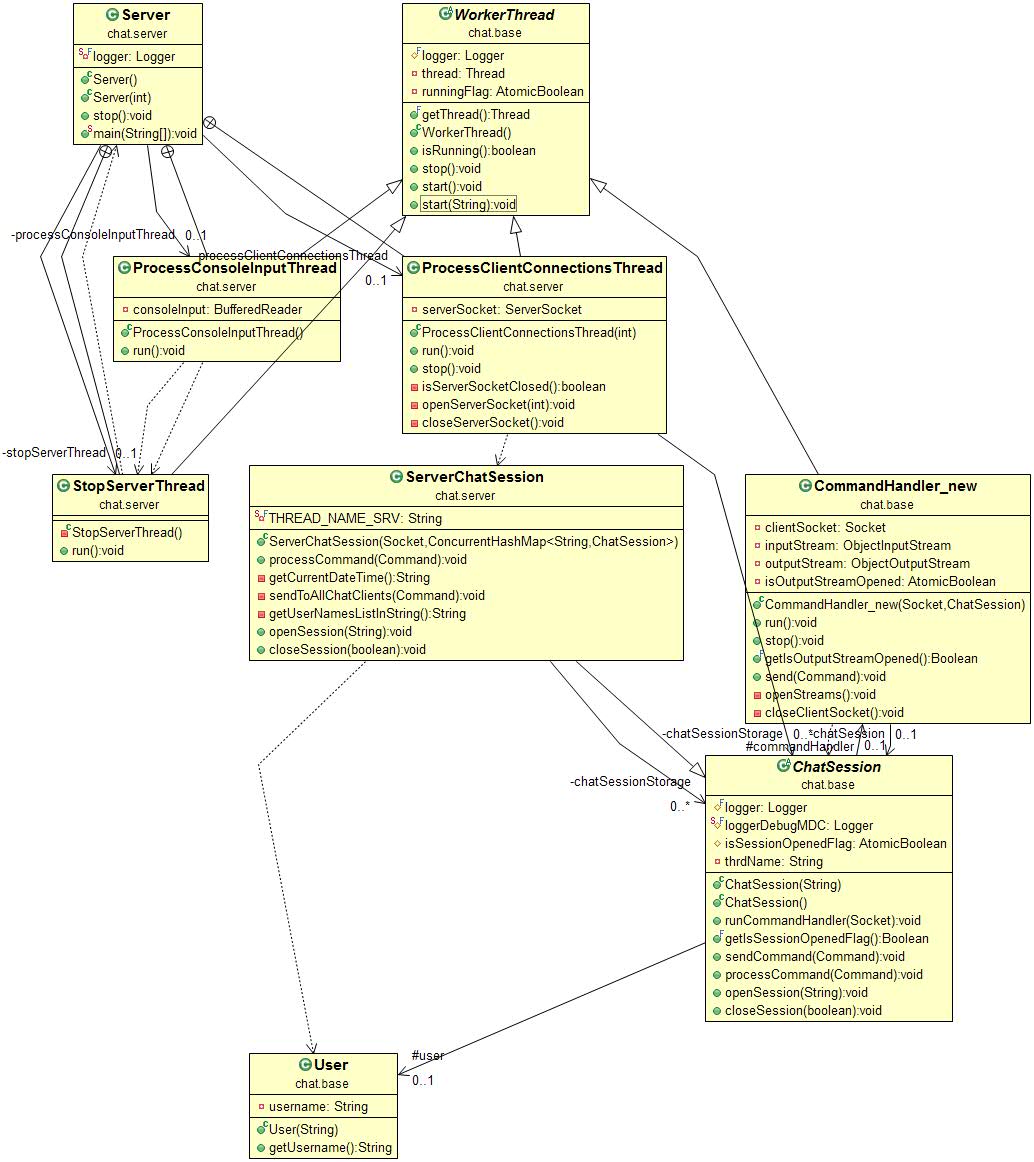 Server
chat.server
logger: Logger
Server()
Server(int)
stop():void
main(String[]):void
WorkerThread
chat.base
logger: Logger
thread: Thread
runningFlag: AtomicBoolean
getThread():Thread
WorkerThread()
isRunning():boolean
stop():void
start():void
start(String):void
-processConsoleInputThread
0..1
processClientConnectionsThread
0..1
ProcessConsoleInputThread
chat.server
consoleInput: BufferedReader
ProcessConsoleInputThread()
run():void
ProcessClientConnectionsThread
chat.server
serverSocket: ServerSocket
ProcessClientConnectionsThread(int)
run():void
stop():void
isServerSocketClosed():boolean
openServerSocket(int):void
closeServerSocket():void
-stopServerThread
0..1
StopServerThread
chat.server
StopServerThread()
run():void
ServerChatSession
chat.server
THREAD_NAME_SRV: String
ServerChatSession(Socket,ConcurrentHashMap<String,ChatSession>)
processCommand(Command):void
getCurrentDateTime():String
sendToAllChatClients(Command):void
getUserNamesListInString():String
openSession(String):void
closeSession(boolean):void
CommandHandler_new
chat.base
clientSocket: Socket
inputStream: ObjectInputStream
outputStream: ObjectOutputStream
isOutputStreamOpened: AtomicBoolean
CommandHandler_new(Socket,ChatSession)
run():void
stop():void
getIsOutputStreamOpened():Boolean
send(Command):void
openStreams():void
closeClientSocket():void
-chatSessionStorage
0..*
-chatSession
0..1
#commandHandler
0..1
-chatSessionStorage
0..*
ChatSession
chat.base
logger: Logger
loggerDebugMDC: Logger
isSessionOpenedFlag: AtomicBoolean
thrdName: String
ChatSession(String)
ChatSession()
runCommandHandler(Socket):void
getIsSessionOpenedFlag():Boolean
sendCommand(Command):void
processCommand(Command):void
openSession(String):void
closeSession(boolean):void
#user
0..1
User
chat.base
username: String
User(String)
getUsername():String